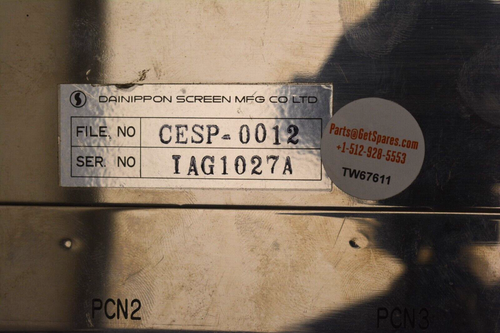 DAINIPPON SCREEN MFG CO LTD
FILE. NO CESP-0012
SER. NO IAG1027A
Parts@GetSpares.com
+1-512-928-5553
TW67611
PCN2
PCN3